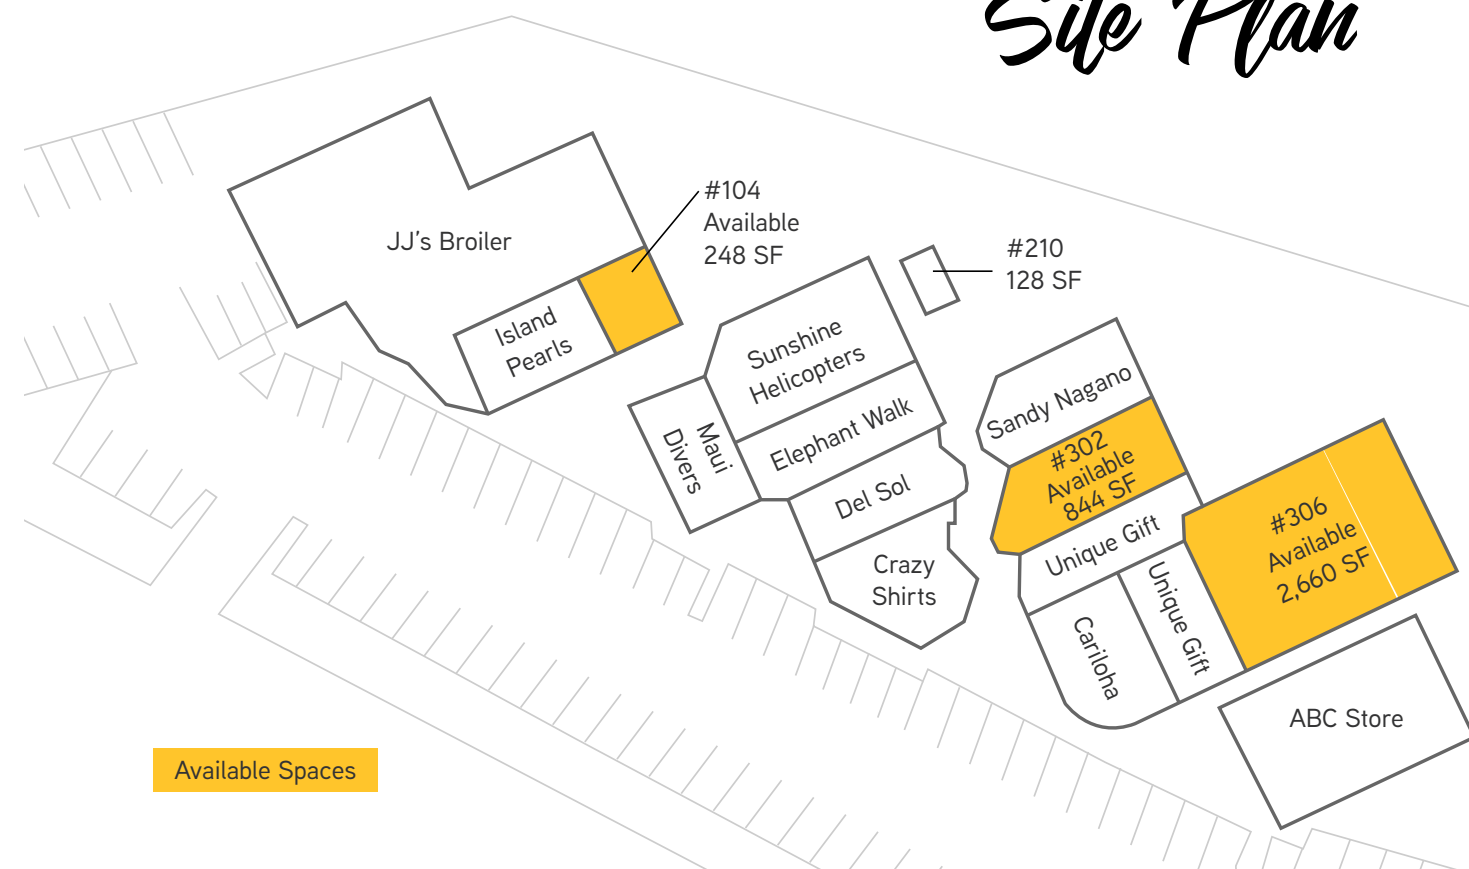 Site Plan
#104
Available
248 SF
JJ's Broiler
#210
128 SF
Island
Pearls
Sunshine
Helicopters
Sandy Nagano
Maui
Divers
Elephant Walk
#302
Available
844 SF
Del Sol
#306
Available
2,660 SF
Unique Gift
Crazy
Shirts
Unique Gift
Cariloha
ABC Store
Available Spaces